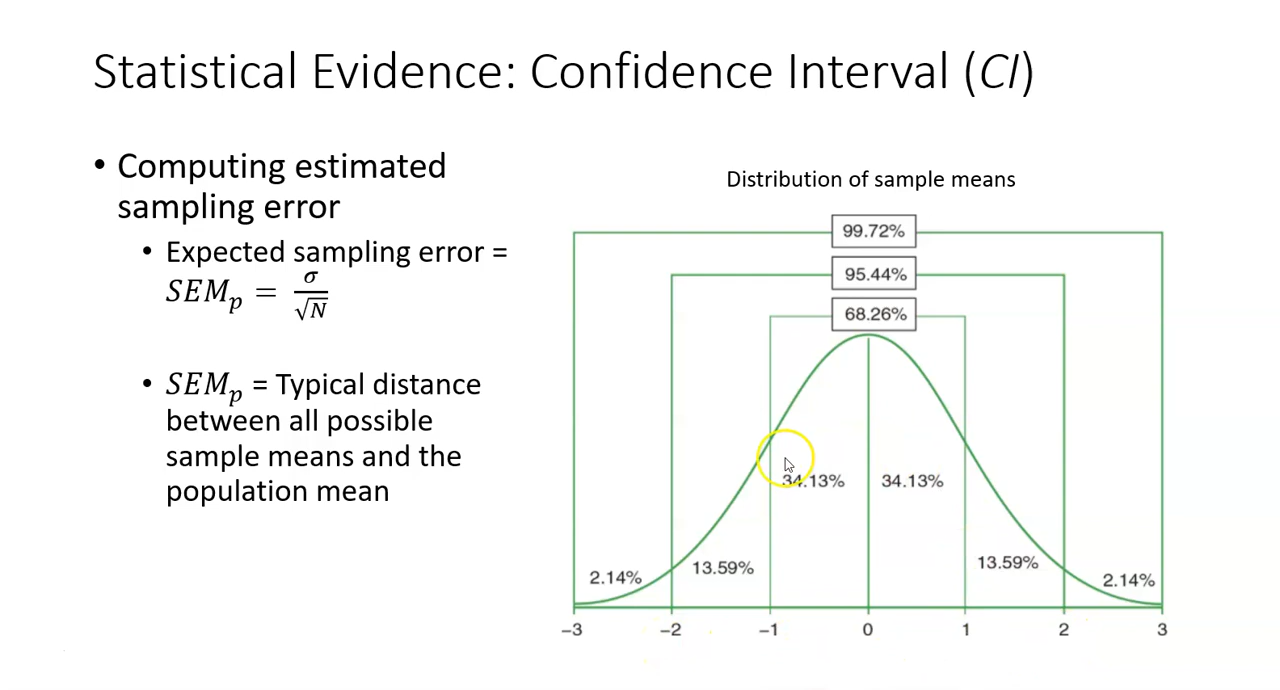 Statistical Evidence: Confidence Interval (CI)
• Computing estimated
sampling error
• Expected sampling error =
SEMₚ = σ/√N
• SEMₚ = Typical distance
between all possible
sample means and the
population mean
Distribution of sample means
99.72%
95.44%
68.26%
34.13% 34.13%
13.59% 13.59%
2.14% 2.14%
−3 −2 −1 0 1 2 3